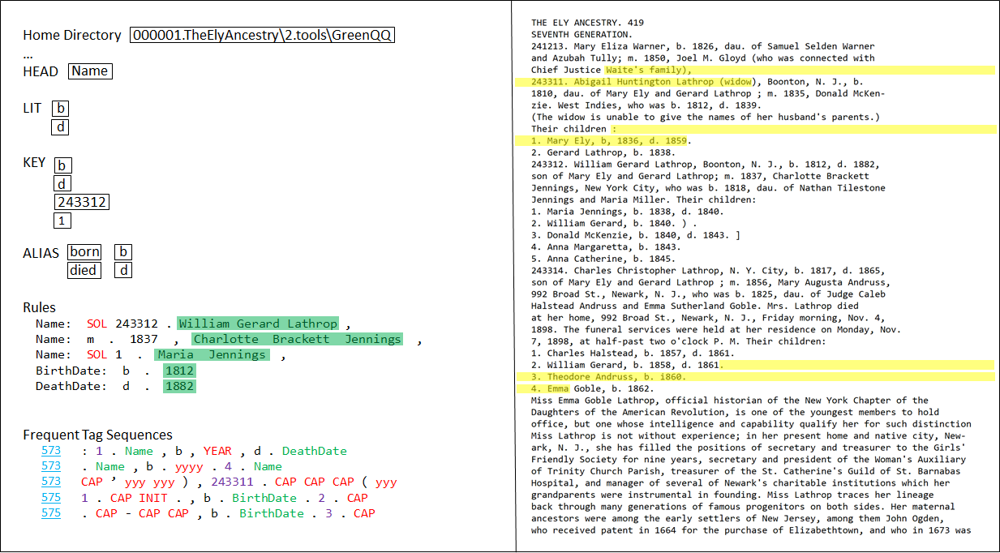 Home Directory 000001.TheElyAncestry\2.tools\GreenQQ
...
HEAD Name
LIT b
d
KEY b
d
243312
1
ALIAS born b
died d
Rules
Name: SOL 243312 . William Gerard Lathrop ,
Name: m . 1837 , Charlotte Brackett Jennings ,
Name: SOL 1 . Maria Jennings ,
BirthDate: b . 1812
DeathDate: d . 1882
Frequent Tag Sequences
573 : 1 . Name , b , YEAR , d . DeathDate
573 . Name , b . yyyy . 4 . Name
573 CAP ’ yyy yyy ) , 243311 . CAP CAP CAP ( yyy
575 1 . CAP INIT . , b . BirthDate . 2 . CAP
575 . CAP - CAP CAP , b . BirthDate . 3 . CAP
THE ELY ANCESTRY. 419
SEVENTH GENERATION.
241213. Mary Eliza Warner, b. 1826, dau. of Samuel Selden Warner
and Azubah Tully; m. 1850, Joel M. Gloyd (who was connected with
Chief Justice Waite's family),
243311. Abigail Huntington Lathrop (widow), Boonton, N. J., b.
1810, dau. of Mary Ely and Gerard Lathrop ; m. 1835, Donald McKen-
zie. West Indies, who was b. 1812, d. 1839.
(The widow is unable to give the names of her husband's parents.)
Their children :
1. Mary Ely, b, 1836, d. 1859.
2. Gerard Lathrop, b. 1838.
243312. William Gerard Lathrop, Boonton, N. J., b. 1812, d. 1882,
son of Mary Ely and Gerard Lathrop; m. 1837, Charlotte Brackett
Jennings, New York City, who was b. 1818, dau. of Nathan Tilestone
Jennings and Maria Miller. Their children:
1. Maria Jennings, b. 1838, d. 1840.
2. William Gerard, b. 1840. ) .
3. Donald McKenzie, b. 1840, d. 1843. ]
4. Anna Margaretta, b. 1843.
5. Anna Catherine, b. 1845.
243314. Charles Christopher Lathrop, N. Y. City, b. 1817, d. 1865,
son of Mary Ely and Gerard Lathrop ; m. 1856, Mary Augusta Andruss,
992 Broad St., Newark, N. J., who was b. 1825, dau. of Judge Caleb
Halstead Andruss and Emma Sutherland Goble. Mrs. Lathrop died
at her home, 992 Broad St., Newark, N. J., Friday morning, Nov. 4,
1898. The funeral services were held at her residence on Monday, Nov.
7, 1898, at half-past two o'clock P. M. Their children:
1. Charles Halstead, b. 1857, d. 1861.
2. William Gerard, b. 1858, d. 1861.
3. Theodore Andruss, b. i860.
4. Emma Goble, b. 1862.
Miss Emma Goble Lathrop, official historian of the New York Chapter of the
Daughters of the American Revolution, is one of the youngest members to hold
office, but one whose intelligence and capability qualify her for such distinction
Miss Lathrop is not without experience; in her present home and native city, New-
ark, N. J., she has filled the positions of secretary and treasurer to the Girls'
Friendly Society for nine years, secretary and president of the Woman's Auxiliary
of Trinity Church Parish, treasurer of the St. Catherine's Guild of St. Barnabas
Hospital, and manager of several of Newark's charitable institutions which her
grandparents were instrumental in founding. Miss Lathrop traces her lineage
back through many generations of famous progenitors on both sides. Her maternal
ancestors were among the early settlers of New Jersey, among them John Ogden,
who received patent in 1664 for the purchase of Elizabethtown, and who in 1673 was